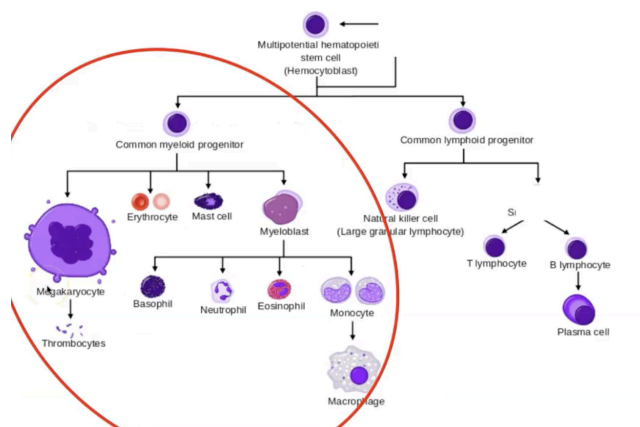 Multipotential hematopoieti
stem cell
(Hemocytoblast)
Common myeloid progenitor
Common lymphoid progenitor
Erythrocyte
Mast cell
Myeloblast
Natural killer cell
(Large granular lymphocyte)
Si
T lymphocyte
B lymphocyte
Megakaryocyte
Basophil
Neutrophil
Eosinophil
Monocyte
Thrombocytes
Plasma cell
Macrophage